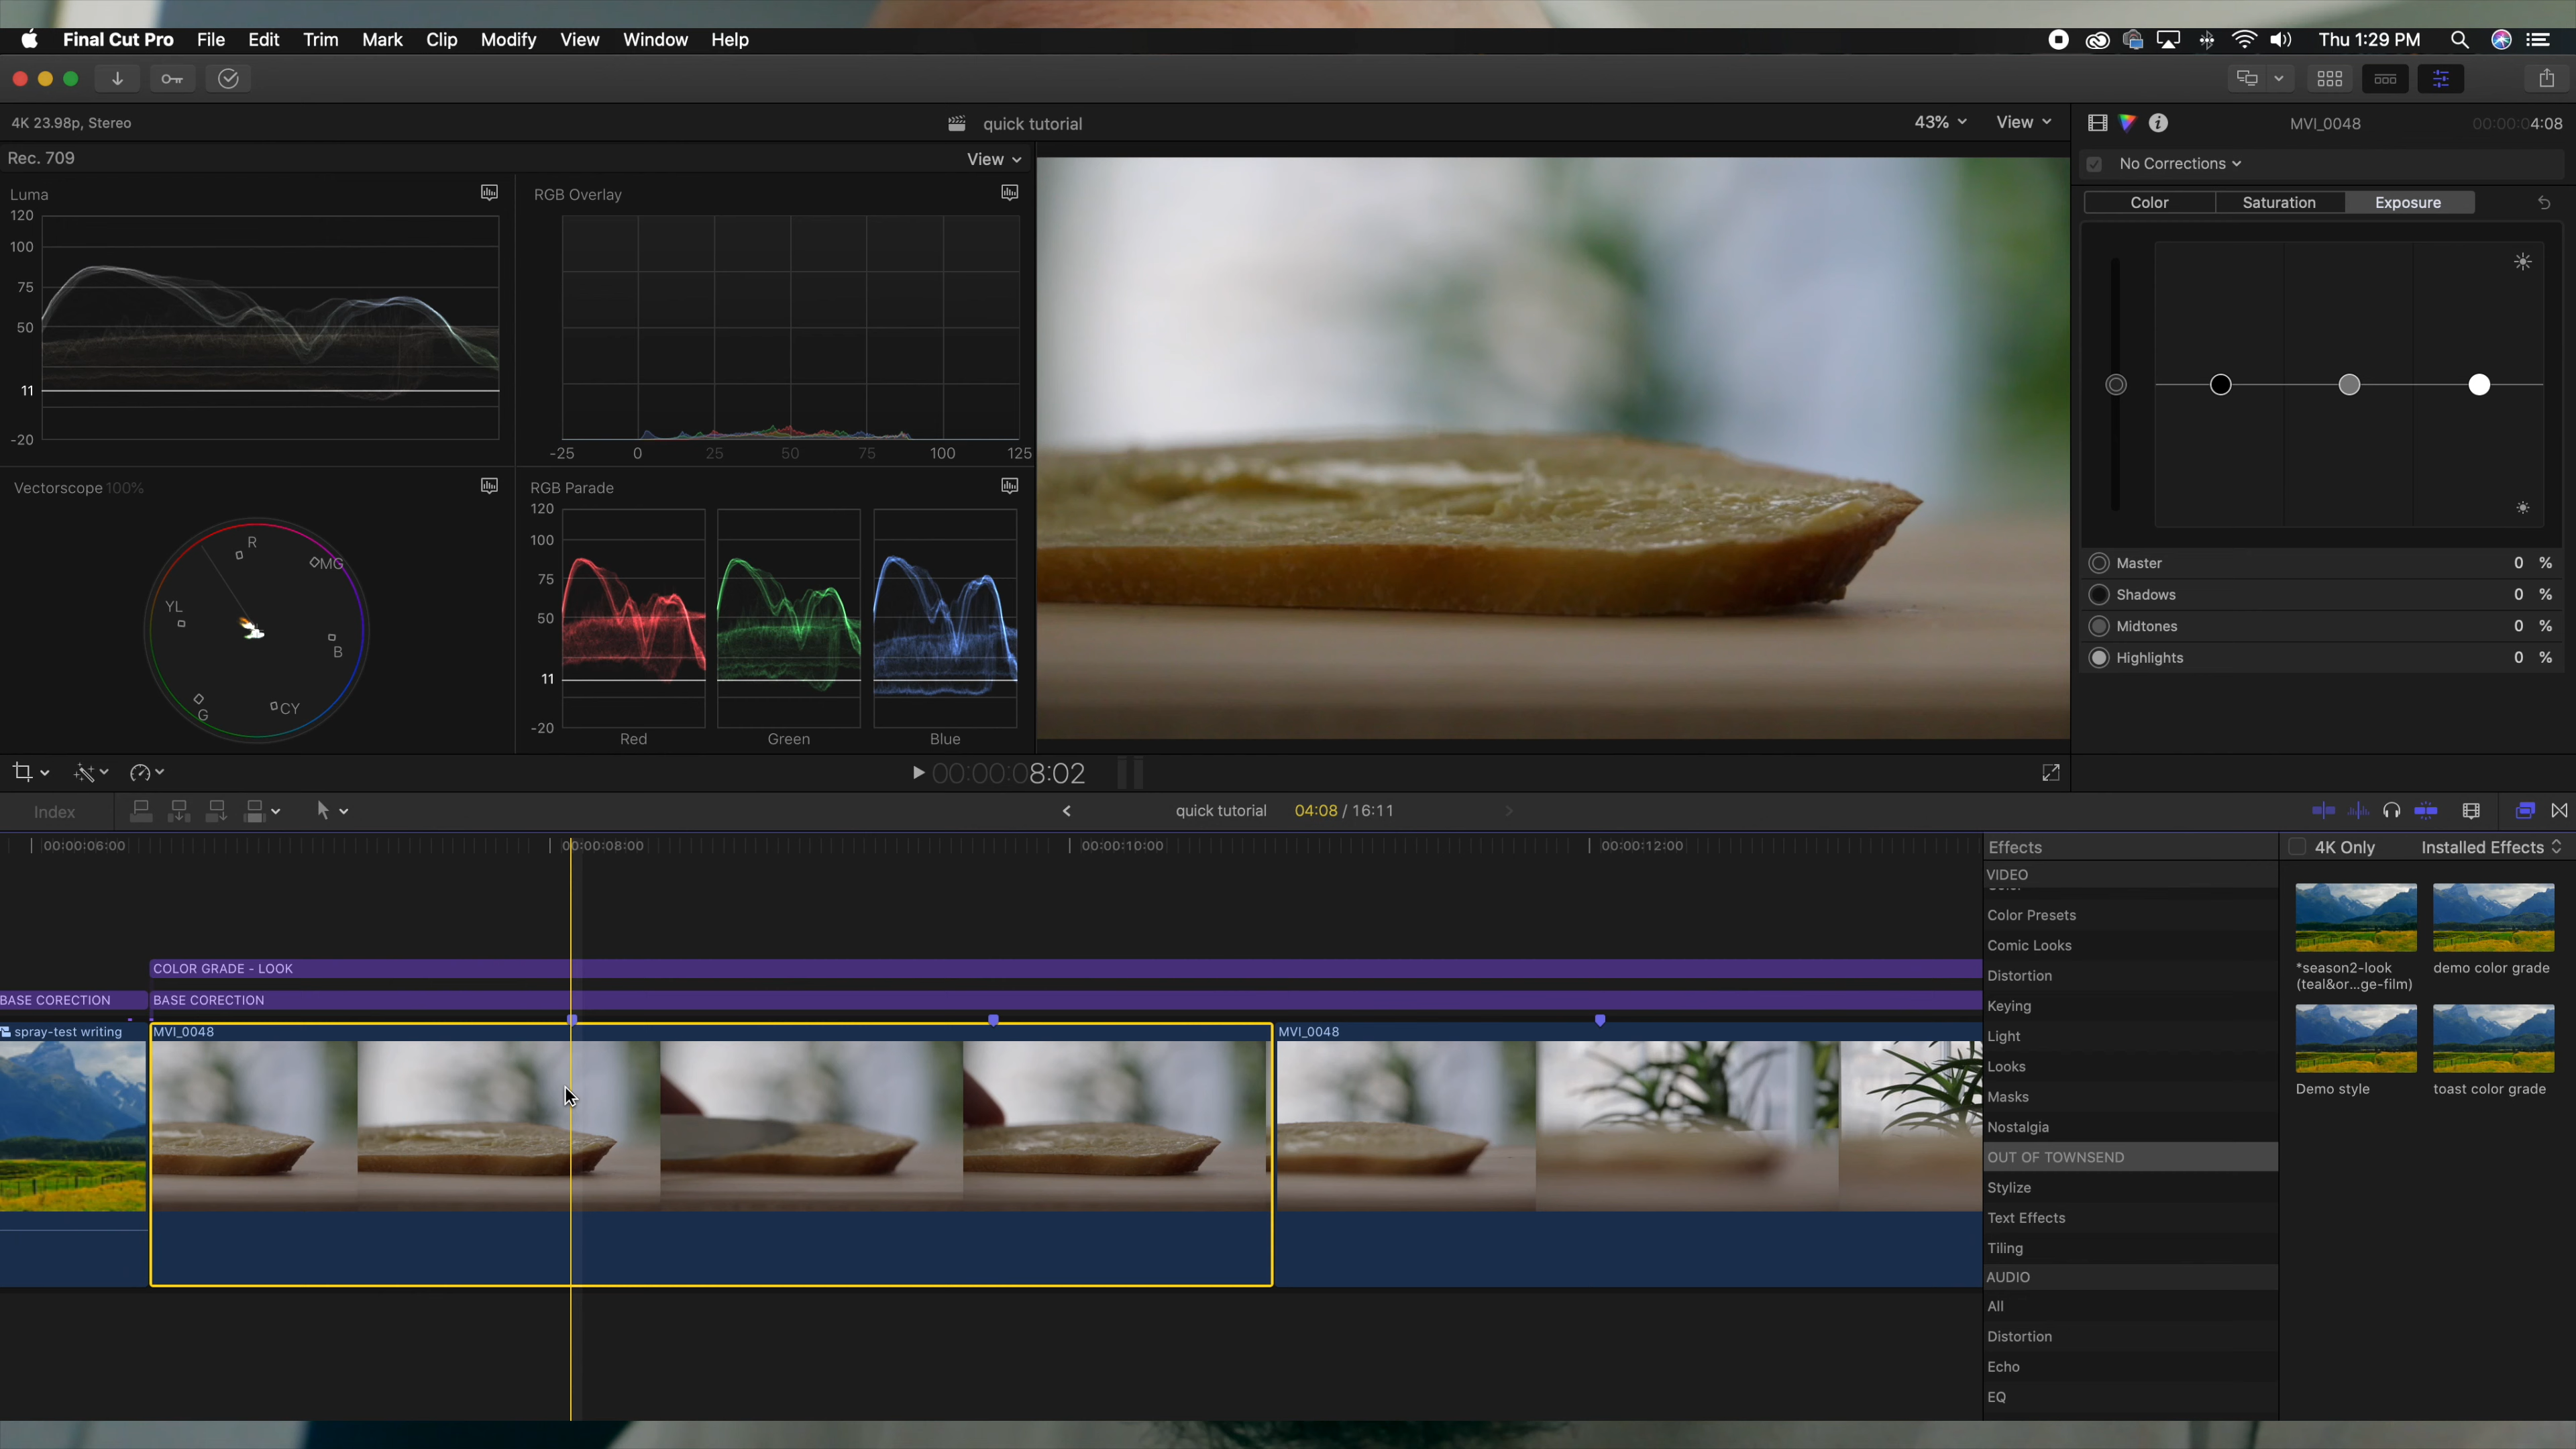 Final Cut Pro File Edit Trim Mark Clip Modify View Window Help Thu 1:29 PM
4K 23.98p, Stereo quick tutorial 43% View MVI_0048 00:00:04:08
Rec. 709 View No Corrections
Luma RGB Overlay Color Saturation Exposure
120
100
75
50
11
-20
-25 0 25 50 75 100 125
Vectorscope 100% RGB Parade
R
MG
YL
B
G
CY
120
100
75
50
11
-20
Red Green Blue
Master 0 %
Shadows 0 %
Midtones 0 %
Highlights 0 %
00:00:08:02
Index quick tutorial 04:08 / 16:11
00:00:06:00 00:00:08:00 00:00:10:00 00:00:12:00
COLOR GRADE - LOOK
BASE CORECTION BASE CORECTION
spray-test writing MVI_0048 MVI_0048
Effects 4K Only Installed Effects
VIDEO
Color Presets
Comic Looks
Distortion
Keying
Light
Looks
Masks
Nostalgia
OUT OF TOWNSEND
Stylize
Text Effects
Tiling
AUDIO
All
Distortion
Echo
EQ
*season2-look
(teal&or...ge-film)
demo color grade
Demo style
toast color grade